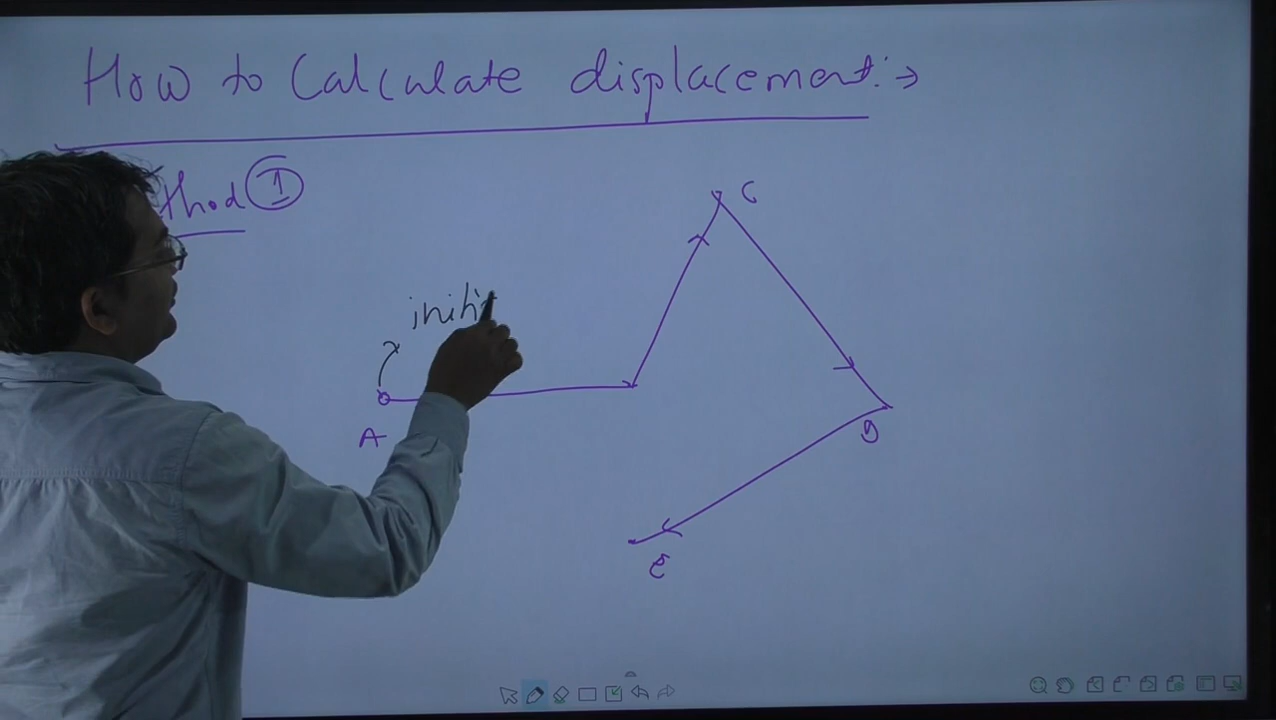 How to Calculate displacement :→
thod ①
C
initi
A
D
e